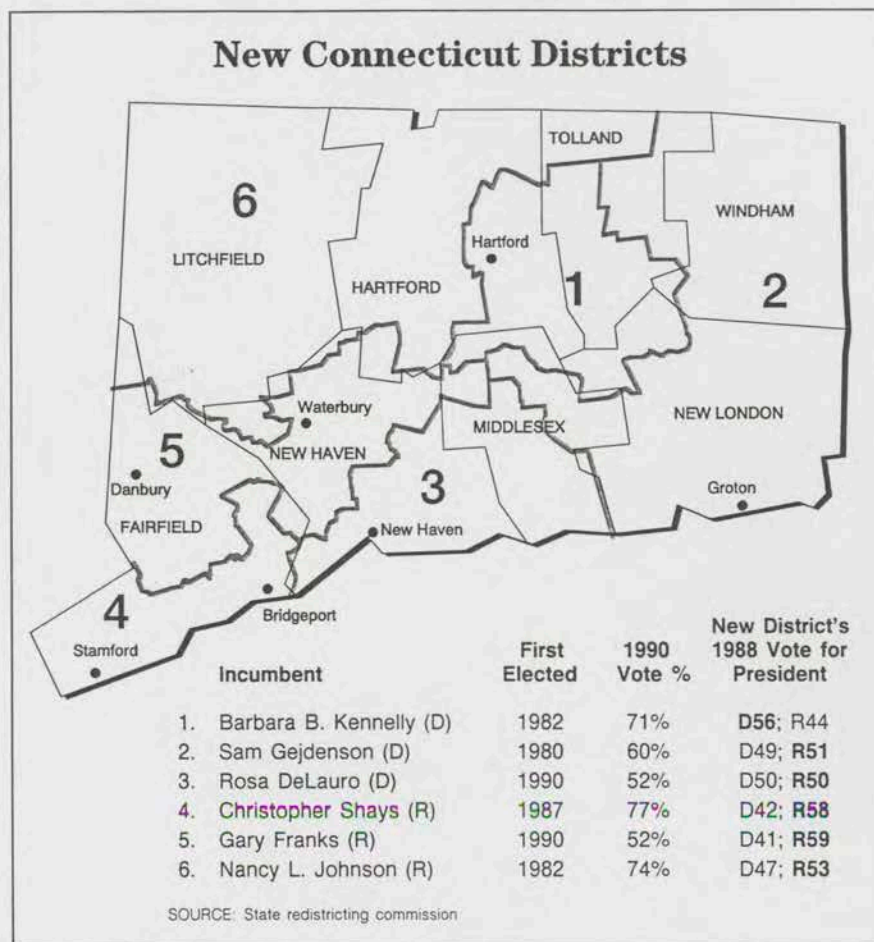 New Connecticut Districts
TOLLAND
6
WINDHAM
Hartford
LITCHFIELD
HARTFORD
1
2
Waterbury
NEW LONDON
MIDDLESEX
5
NEW HAVEN
3
Danbury
Groton
FAIRFIELD
New Haven
4
Bridgeport
Stamford
Incumbent First Elected 1990 Vote % New District's 1988 Vote for President
1. Barbara B. Kennelly (D) 1982 71% D56; R44
2. Sam Gejdenson (D) 1980 60% D49; R51
3. Rosa DeLauro (D) 1990 52% D50; R50
4. Christopher Shays (R) 1987 77% D42; R58
5. Gary Franks (R) 1990 52% D41; R59
6. Nancy L. Johnson (R) 1982 74% D47; R53
SOURCE: State redistricting commission